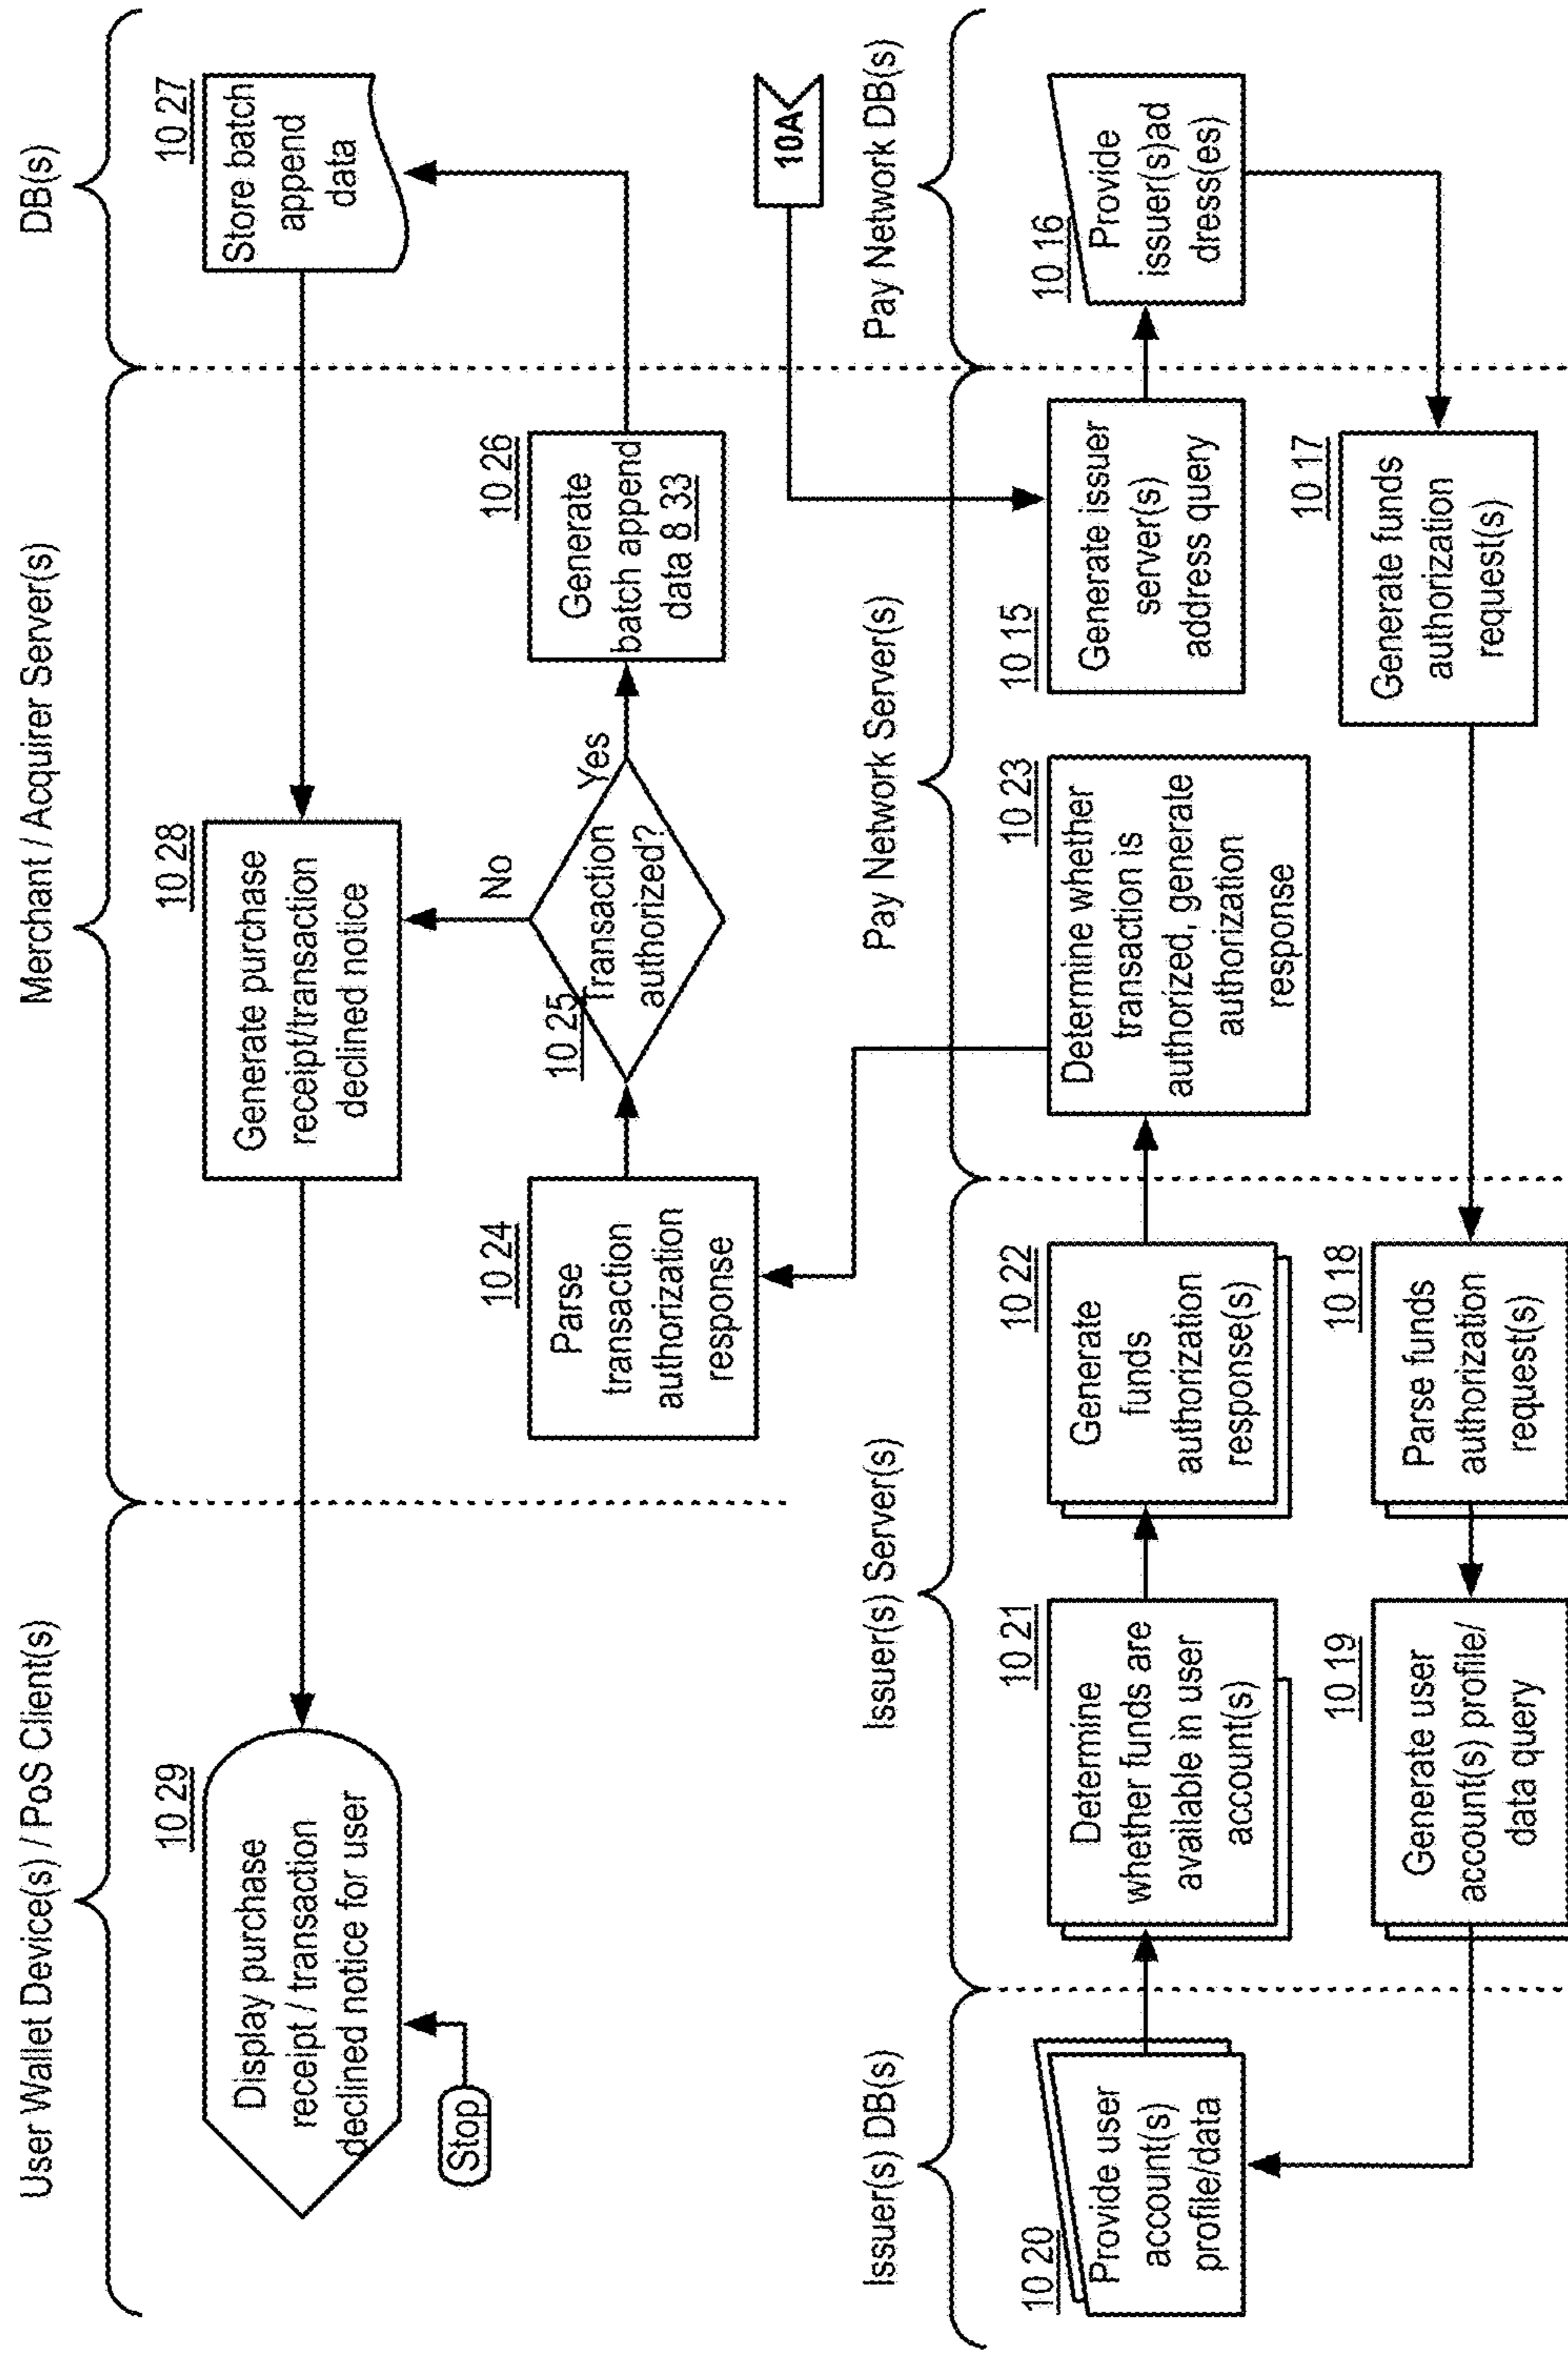 User Wallet Device(s) / PoS Client(s)
Merchant / Acquirer Server(s)
DB(s)
10 29
Display purchase
receipt / transaction
declined notice for user
Stop
10 28
Generate purchase
receipt/transaction
declined notice
10 27
Store batch
append
data
10 24
Parse
transaction
authorization
response
10 25
Transaction
authorized?
No
Yes
10 26
Generate
batch append
data 8 33
10A
Issuer(s) DB(s)
Issuer(s) Server(s)
Pay Network Server(s)
Pay Network DB(s)
10 20
Provide user
account(s)
profile/data
10 21
Determine
whether funds are
available in user
account(s)
10 22
Generate
funds
authorization
response(s)
10 23
Determine whether
transaction is
authorized, generate
authorization
response
10 15
Generate issuer
server(s)
address query
10 16
Provide
issuer(s)ad
dress(es)
10 19
Generate user
account(s) profile/
data query
10 18
Parse funds
authorization
request(s)
10 17
Generate funds
authorization
request(s)